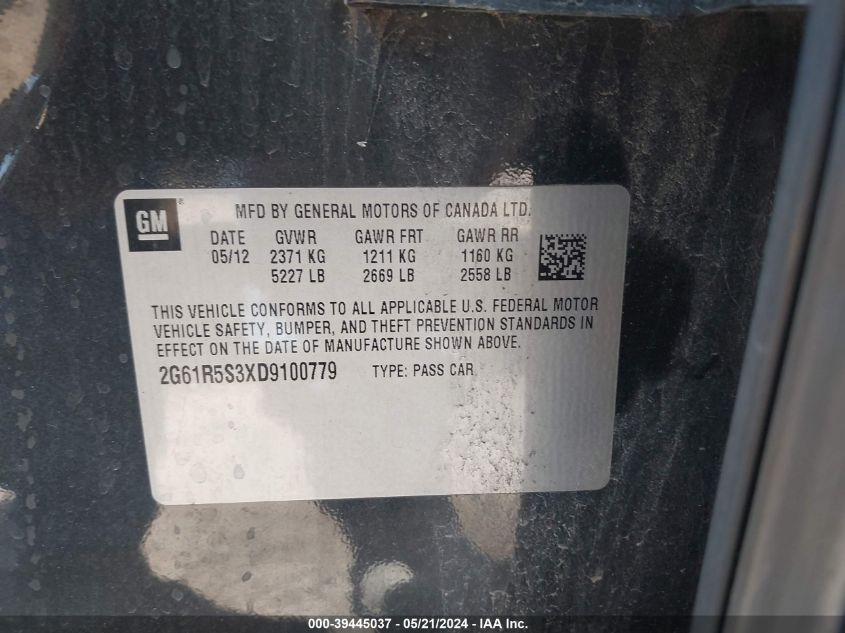 GM ®
MFD BY GENERAL MOTORS OF CANADA LTD.
DATE GVWR GAWR FRT GAWR RR
05/12 2371 KG 1211 KG 1160 KG
5227 LB 2669 LB 2558 LB
THIS VEHICLE CONFORMS TO ALL APPLICABLE U.S. FEDERAL MOTOR
VEHICLE SAFETY, BUMPER, AND THEFT PREVENTION STANDARDS IN
EFFECT ON THE DATE OF MANUFACTURE SHOWN ABOVE.
2G61R5S3XD9100779 TYPE: PASS CAR
000-39445037 - 05/21/2024 - IAA Inc.